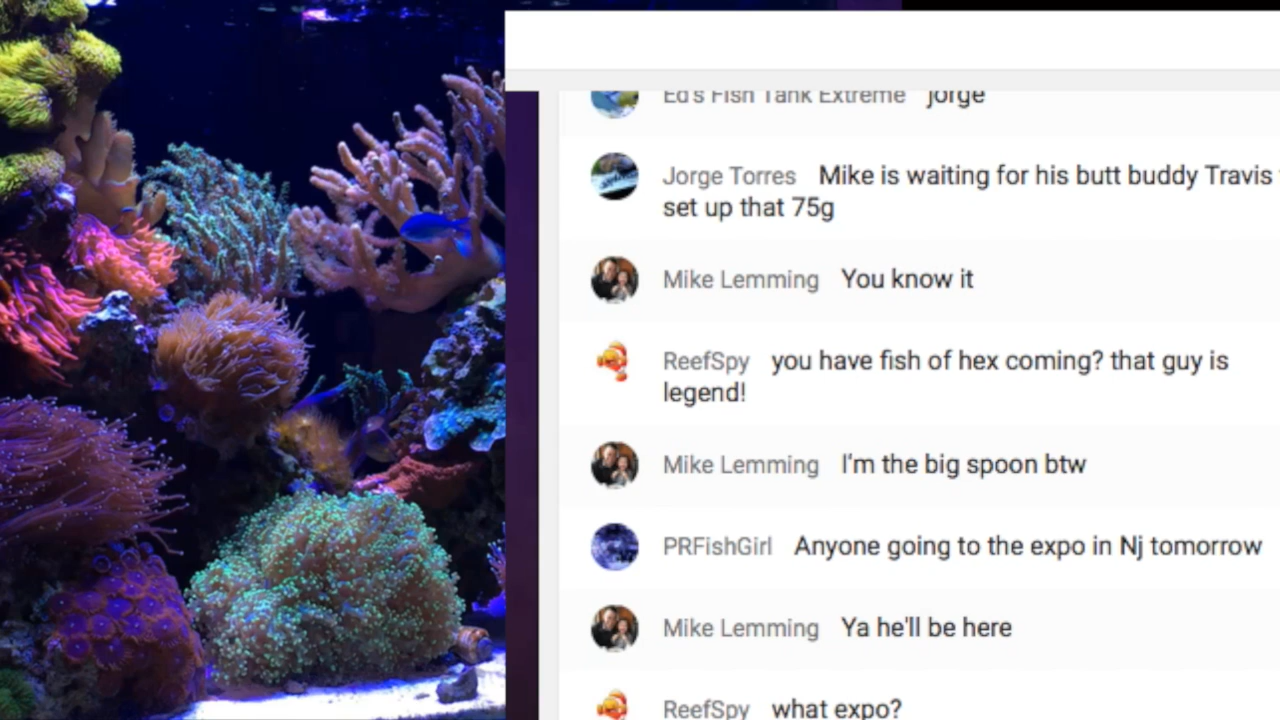 Ed's Fish Tank Extreme jorge
Jorge Torres Mike is waiting for his butt buddy Travis
set up that 75g
Mike Lemming You know it
ReefSpy you have fish of hex coming? that guy is
legend!
Mike Lemming I'm the big spoon btw
PRFishGirl Anyone going to the expo in Nj tomorrow
Mike Lemming Ya he'll be here
ReefSpy what expo?